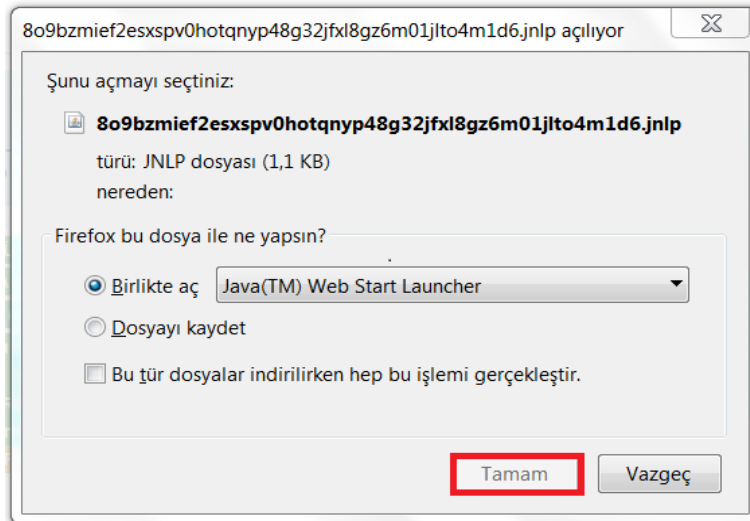 8o9bzmief2esxspv0hotqnyp48g32jfxl8gz6m01jlto4m1d6.jnlp açılıyor
Şunu açmayı seçtiniz:
8o9bzmief2esxspv0hotqnyp48g32jfxl8gz6m01jlto4m1d6.jnlp
türü: JNLP dosyası (1,1 KB)
nereden:
Firefox bu dosya ile ne yapsın?
Birlikte aç Java(TM) Web Start Launcher
Dosyayı kaydet
Bu tür dosyalar indirilirken hep bu işlemi gerçekleştir.
Tamam Vazgeç